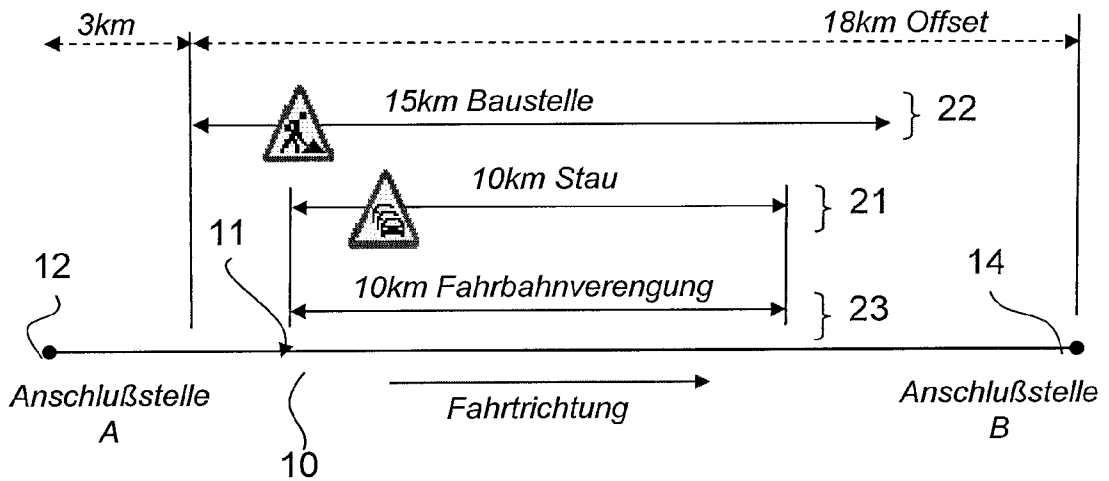 3km
18km Offset
15km Baustelle
22
10km Stau
21
11
12
10km Fahrbahnverengung
23
14
Anschlußstelle
A
Fahrtrichtung
Anschlußstelle
B
10